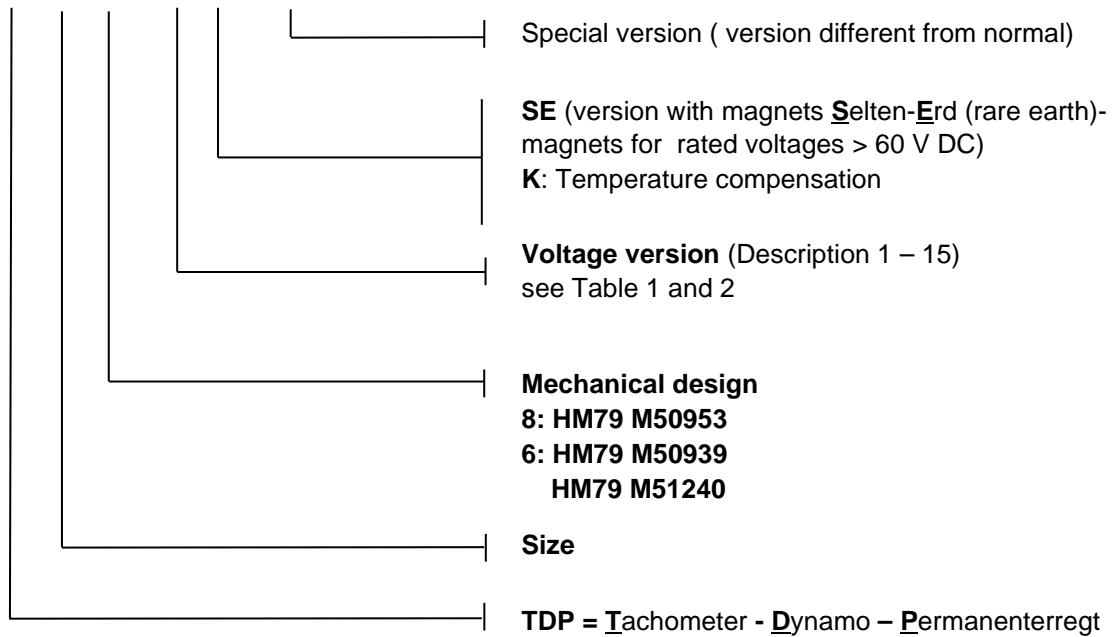 Special version ( version different from normal)
SE (version with magnets Selten-Erd (rare earth)-
magnets for  rated voltages > 60 V DC)
K: Temperature compensation
Voltage version (Description 1 – 15)
see Table 1 and 2
Mechanical design
8: HM79 M50953
6: HM79 M50939
HM79 M51240
Size
TDP = Tachometer - Dynamo – Permanenterregt